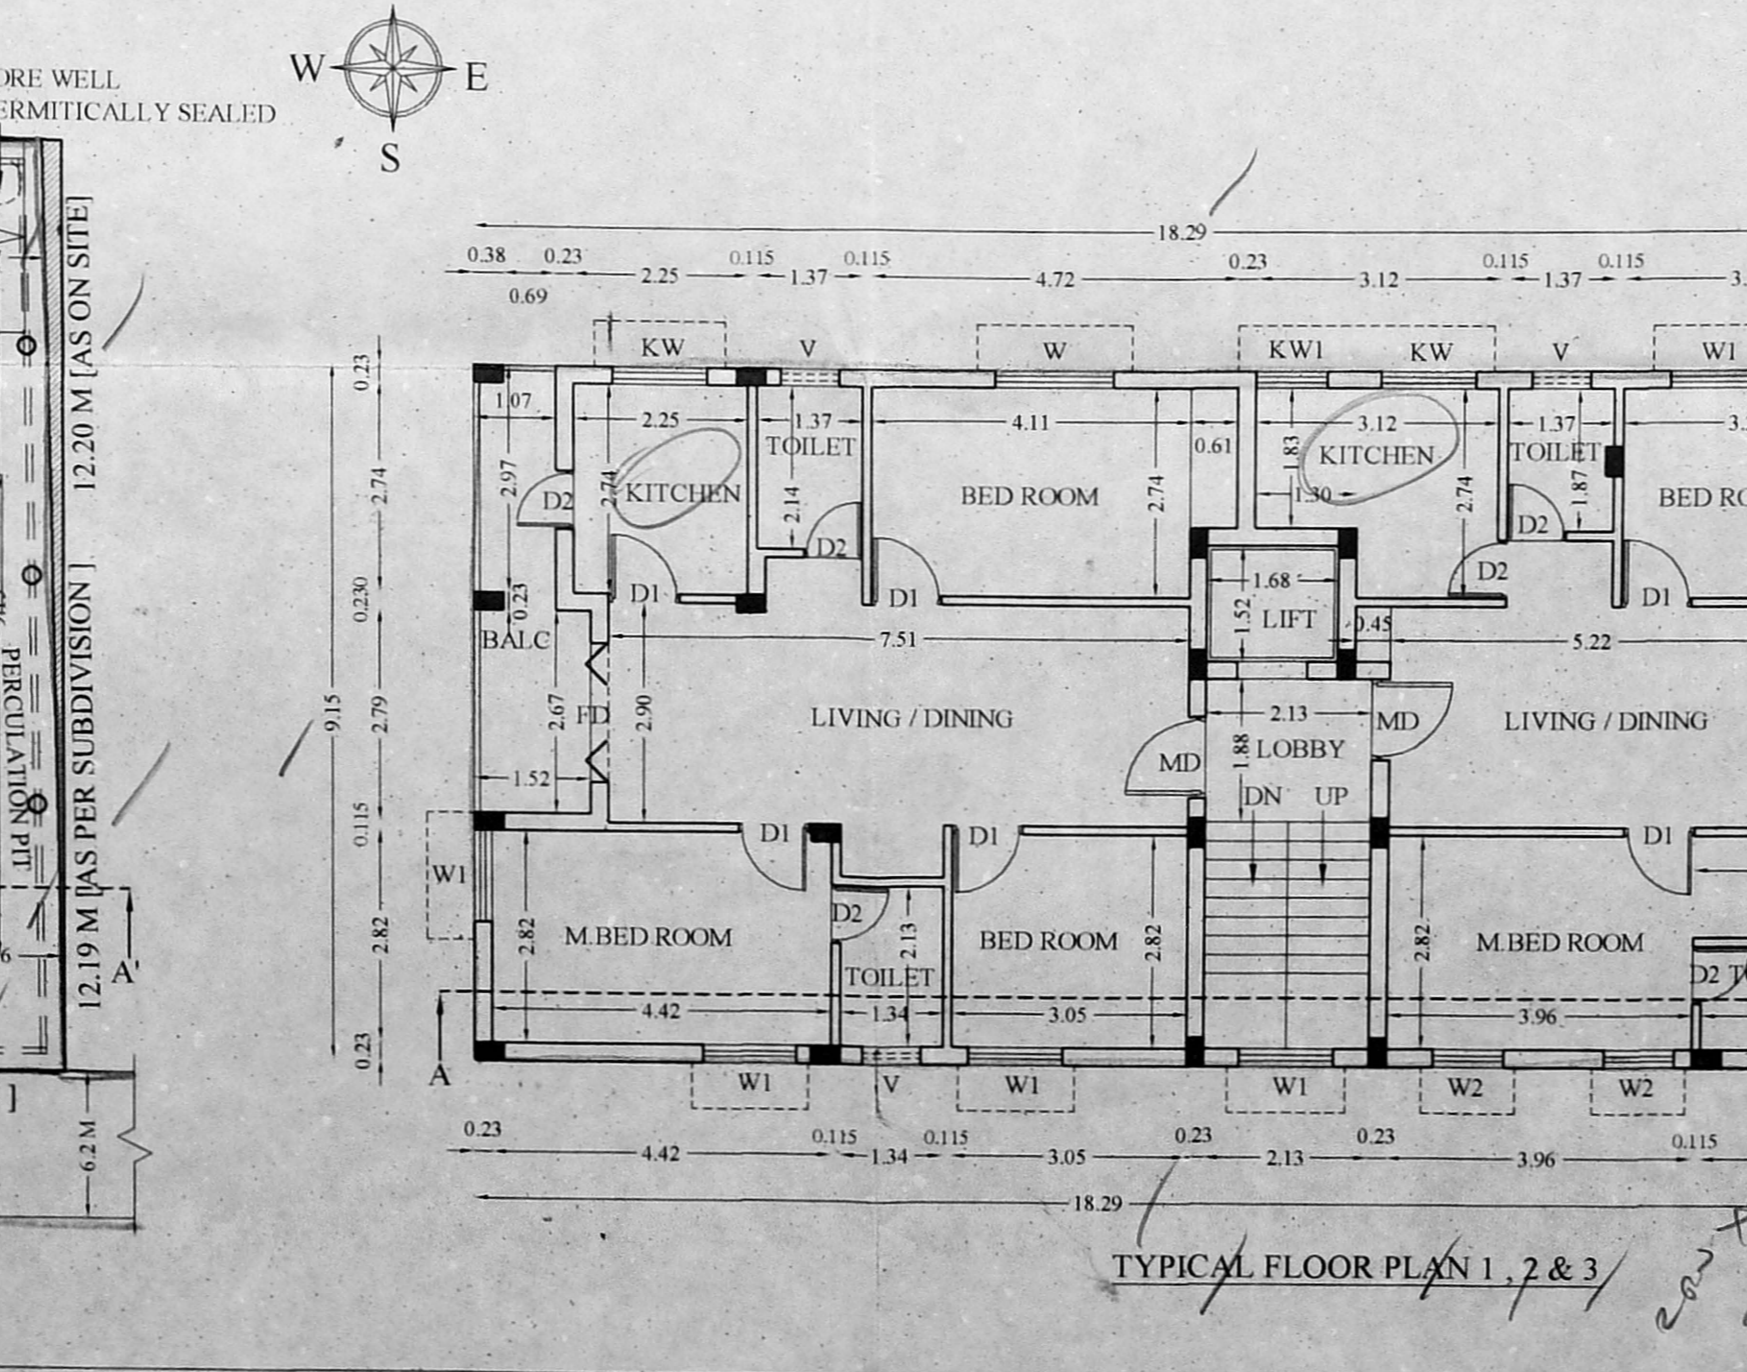 W E
S
ORE WELL
ERMITICALLY SEALED
12.20 M [AS ON SITE]
12.19 M [AS PER SUBDIVISION ]
PERCULATION PIT
A'
6
]
6.2 M
18.29
0.38 0.23 2.25 0.115 1.37 0.115 4.72 0.23 3.12 0.115 1.37 0.115 3.
0.69
KW V W KW1 KW V W1
0.23
2.74
0.230
9.15
2.79
0.115
2.82
0.23
1.07
2.97
D2
0.23
BALC
2.67
1.52
FD
2.25
2.74
KITCHEN
D1
1.37
TOILET
2.14
D2
4.11
BED ROOM
2.74
0.61
D1
1.83
3.12
KITCHEN
1.30
2.74
D2
1.37
TOILET
1.87
D2
3.
BED RO
D1
1.68
1.52
LIFT
0.45
7.51
2.90
LIVING / DINING
MD
2.13
LOBBY
1.88
DN UP
MD
5.22
LIVING / DINING
W1
D1
2.82
M.BED ROOM
4.42
D2
2.13
TOILET
1.34
D1
BED ROOM
2.82
3.05
D1
2.82
M.BED ROOM
3.96
D2 T
A
W1 V W1 W1 W2 W2
0.23 4.42 0.115 1.34 0.115 3.05 0.23 2.13 0.23 3.96 0.115
18.29
TYPICAL FLOOR PLAN 1 , 2 & 3